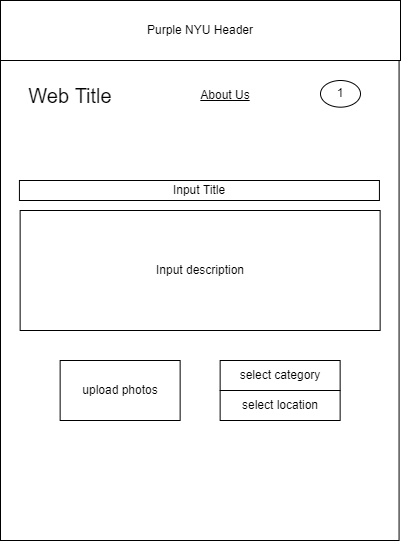 Purple NYU Header
Web Title
About Us
1
Input Title
Input description
upload photos
select category
select location